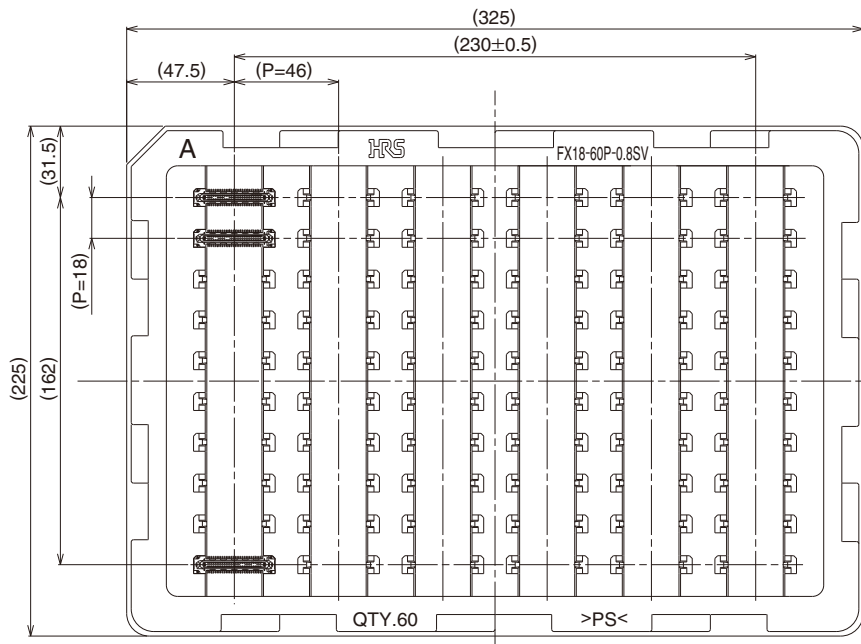 (325)
(230±0.5)
(47.5)
(P=46)
(31.5)
A
HRS
FX18-60P-0.8SV
(P=18)
(225)
(162)
QTY.60
>PS<